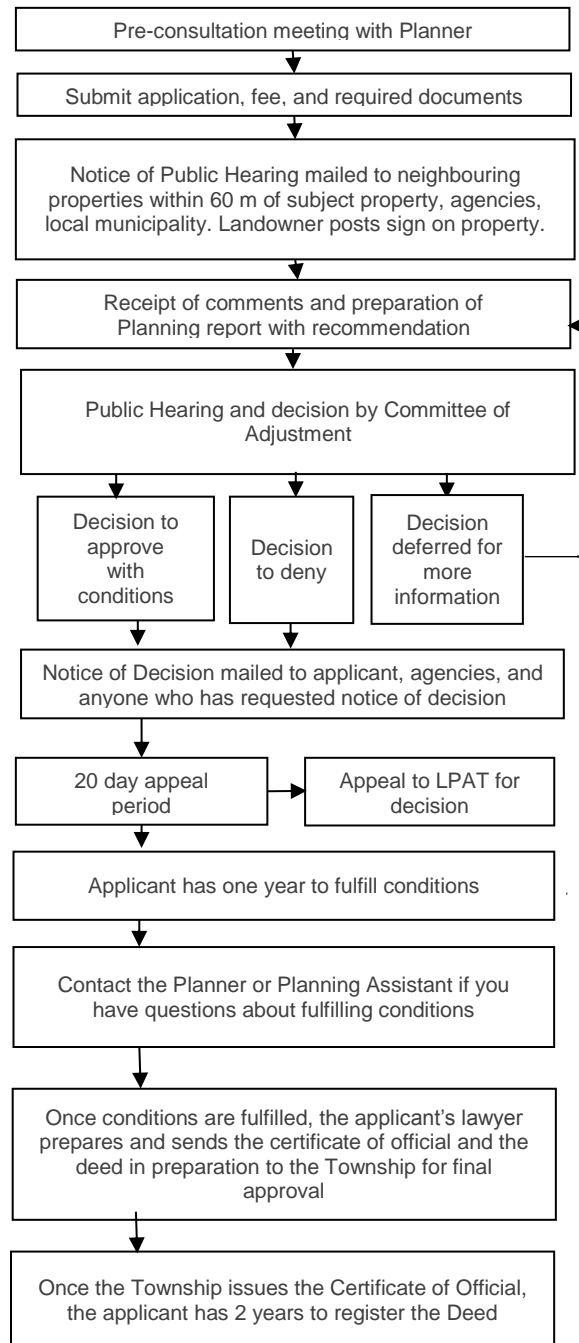 Pre-consultation meeting with Planner
Submit application, fee, and required documents
Notice of Public Hearing mailed to neighbouring
properties within 60 m of subject property, agencies,
local municipality. Landowner posts sign on property.
Receipt of comments and preparation of
Planning report with recommendation
Public Hearing and decision by Committee of
Adjustment
Decision to
approve
with
conditions
Decision
to deny
Decision
deferred for
more
information
Notice of Decision mailed to applicant, agencies, and
anyone who has requested notice of decision
20 day appeal
period
Appeal to LPAT for
decision
Applicant has one year to fulfill conditions
Contact the Planner or Planning Assistant if you
have questions about fulfilling conditions
Once conditions are fulfilled, the applicant's lawyer
prepares and sends the certificate of official and the
deed in preparation to the Township for final
approval
Once the Township issues the Certificate of Official,
the applicant has 2 years to register the Deed